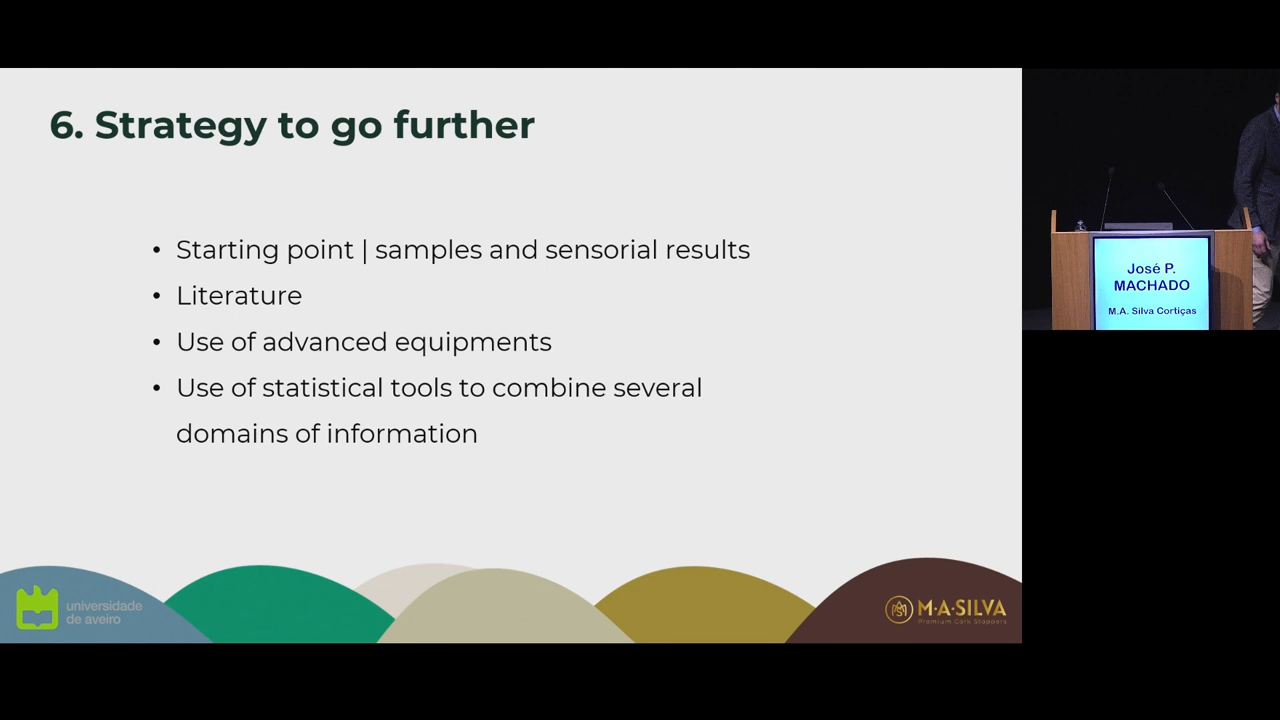 6. Strategy to go further
• Starting point | samples and sensorial results
• Literature
• Use of advanced equipments
• Use of statistical tools to combine several
domains of information
universidade
de aveiro
M·A·SILVA
Premium Cork Stoppers
José P.
MACHADO
M.A. Silva Cortiças